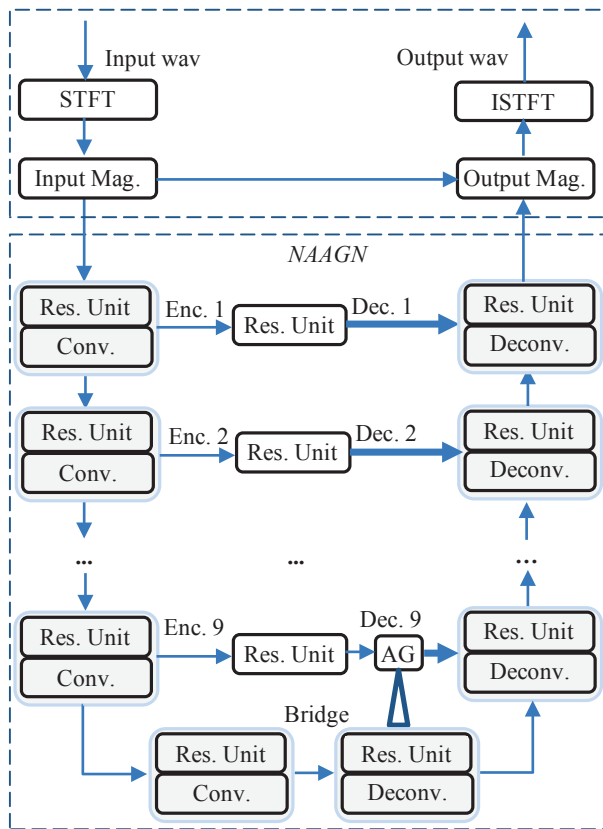 Input wav
Output wav
STFT
ISTFT
Input Mag.
Output Mag.
NAAGN
Res. Unit
Conv.
Enc. 1
Res. Unit
Dec. 1
Res. Unit
Deconv.
Res. Unit
Conv.
Enc. 2
Res. Unit
Dec. 2
Res. Unit
Deconv.
...
...
...
Res. Unit
Conv.
Enc. 9
Res. Unit
Dec. 9
AG
Res. Unit
Deconv.
Bridge
Res. Unit
Conv.
Res. Unit
Deconv.